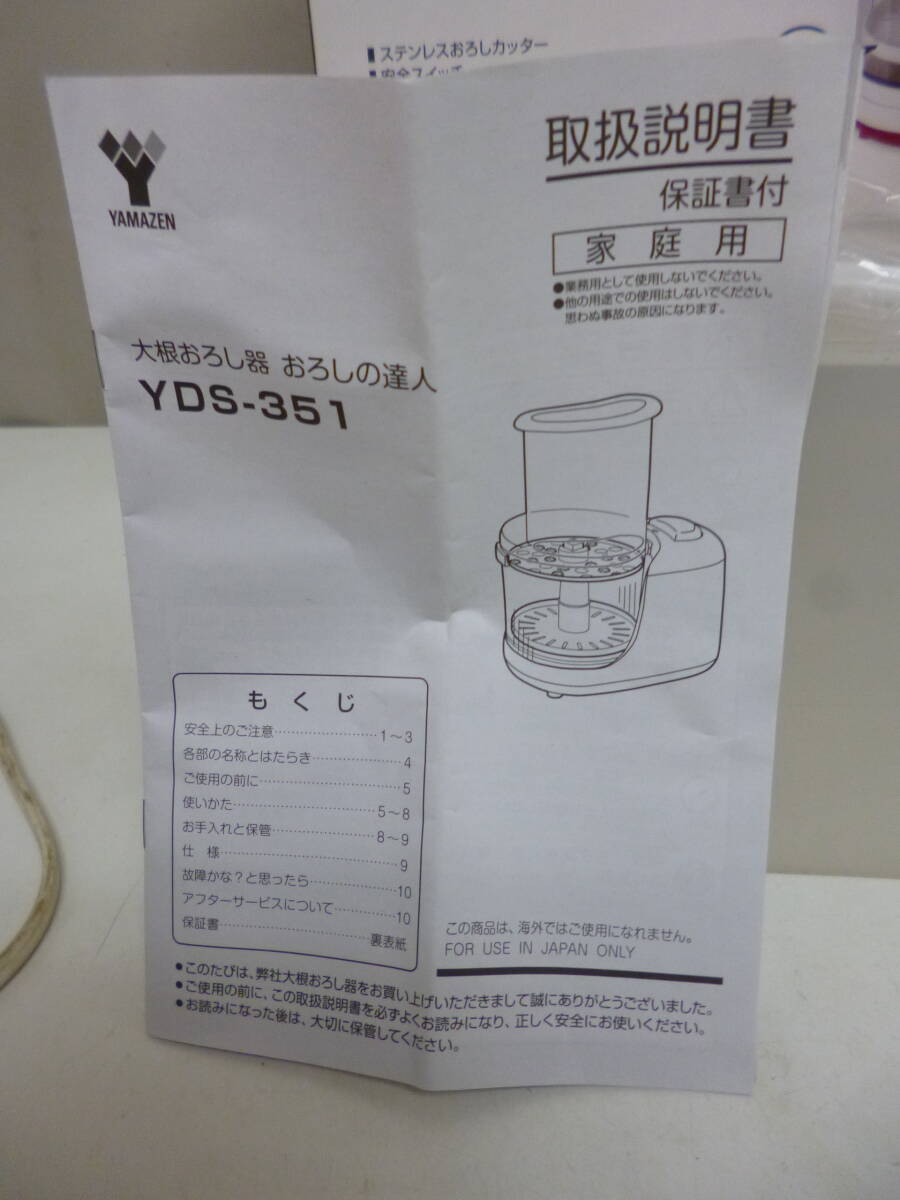 ■ステンレスおろしカッター
■安全スイッチ
YAMAZEN
取扱説明書
保証書付
家庭用
●業務用として使用しないでください。
●他の用途での使用はしないでください。
思わぬ事故の原因になります。
大根おろし器 おろしの達人
YDS-351
もくじ
安全上のご注意……………………1～3
各部の名称とはたらき…………………4
ご使用の前に……………………………5
使いかた……………………………5～8
お手入れと保管……………………8～9
仕 様……………………………………9
故障かな？と思ったら………………10
アフターサービスについて…………10
保証書……………………………裏表紙
この商品は、海外ではご使用になれません。
FOR USE IN JAPAN ONLY
●このたびは、弊社大根おろし器をお買い上げいただきまして誠にありがとうございました。
●ご使用の前に、この取扱説明書を必ずよくお読みになり、正しく安全にお使いください。
●お読みになった後は、大切に保管してください。